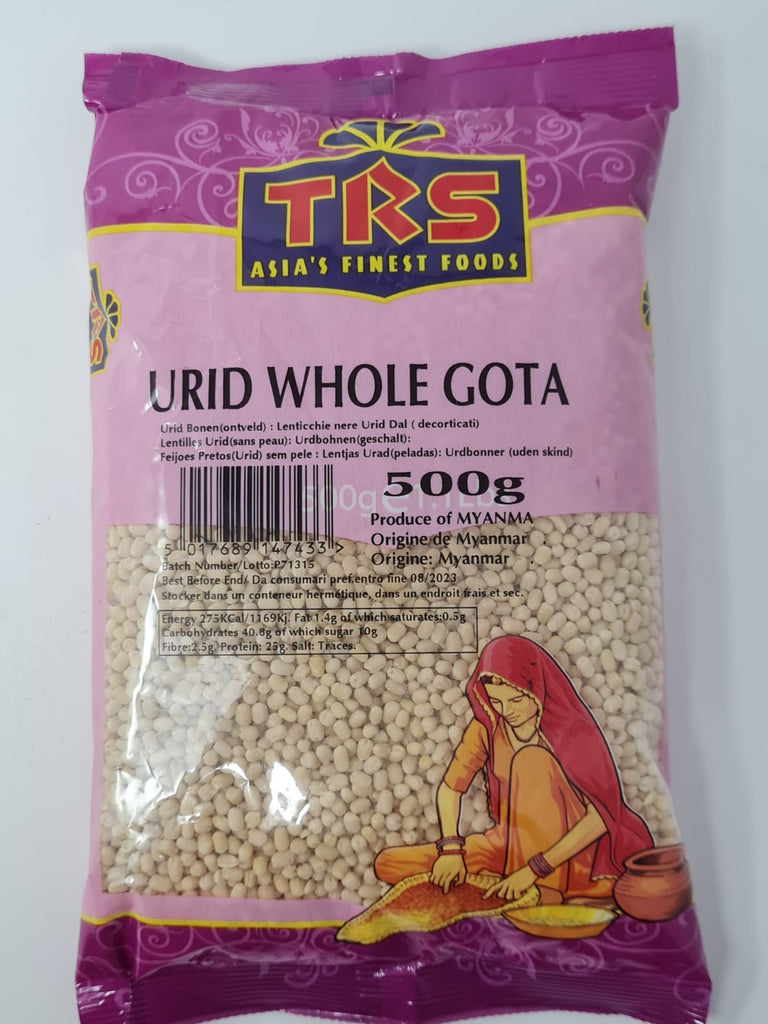 TRS
ASIA'S FINEST FOODS
URID WHOLE GOTA
Urid Bonen(ontveld) : Lenticchie nere Urid Dal ( decorticati)
Lentilles Urid(sans peau): Urdbohnen(geschalt):
Feijoes Pretos(Urid) sem pele : Lentjas Urad(peladas): Urdbonner (uden skind)
500g
500g e 1.1Lb
Produce of MYANMA
Origine de Myanmar .
Origine: Myanmar .
5 017689 147433 >
Batch Number/Lotto:P71315
Best Before End/ Da consumari pref.entro fine 08/2023
Stocker dans un conteneur hermétique, dans un endroit frais et sec.
Energy 275KCal/1169Kj. Fat 1.4g of which saturates:0.5g
Carbohydrates 40.8g of which sugar 10g
Fibre:2.5g. Protein: 25g. Salt: Traces.